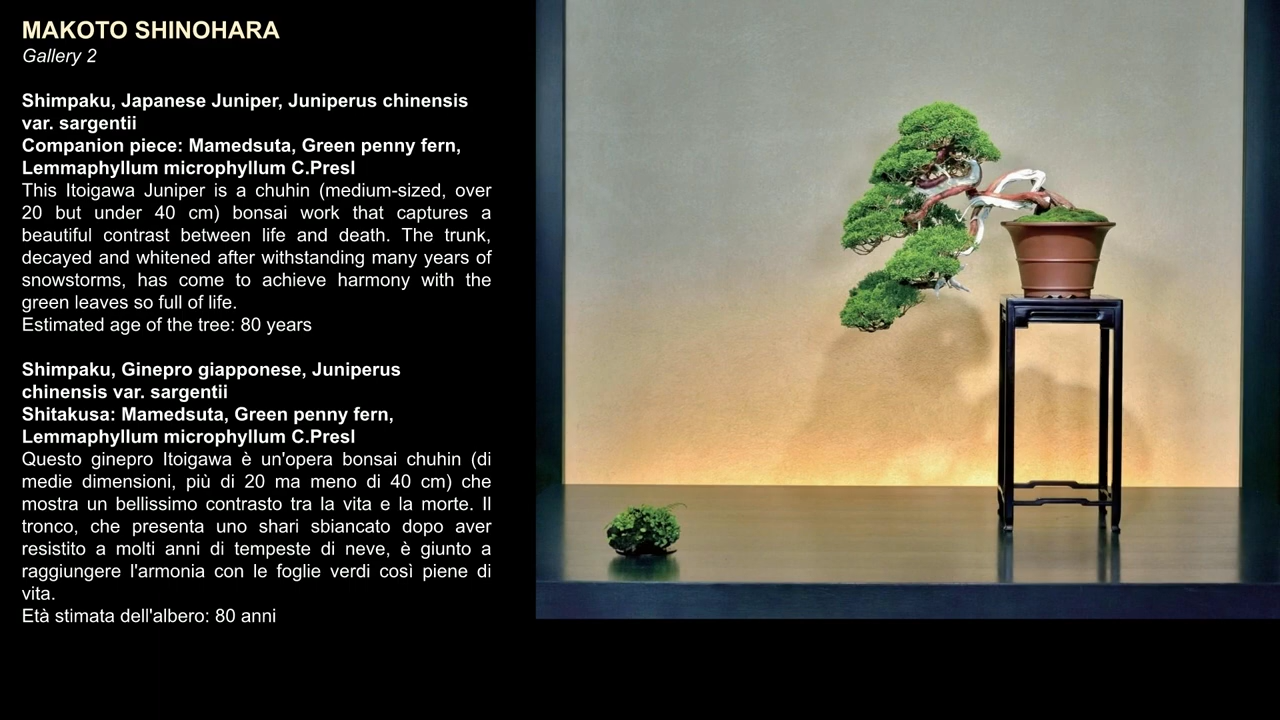 MAKOTO SHINOHARA
Gallery 2
Shimpaku, Japanese Juniper, Juniperus chinensis
var. sargentii
Companion piece: Mamedsuta, Green penny fern,
Lemmaphyllum microphyllum C.Presl
This Itoigawa Juniper is a chuhin (medium-sized, over
20 but under 40 cm) bonsai work that captures a
beautiful contrast between life and death. The trunk,
decayed and whitened after withstanding many years of
snowstorms, has come to achieve harmony with the
green leaves so full of life.
Estimated age of the tree: 80 years
Shimpaku, Ginepro giapponese, Juniperus
chinensis var. sargentii
Shitakusa: Mamedsuta, Green penny fern,
Lemmaphyllum microphyllum C.Presl
Questo ginepro Itoigawa è un'opera bonsai chuhin (di
medie dimensioni, più di 20 ma meno di 40 cm) che
mostra un bellissimo contrasto tra la vita e la morte. Il
tronco, che presenta uno shari sbiancato dopo aver
resistito a molti anni di tempeste di neve, è giunto a
raggiungere l'armonia con le foglie verdi così piene di
vita.
Età stimata dell'albero: 80 anni